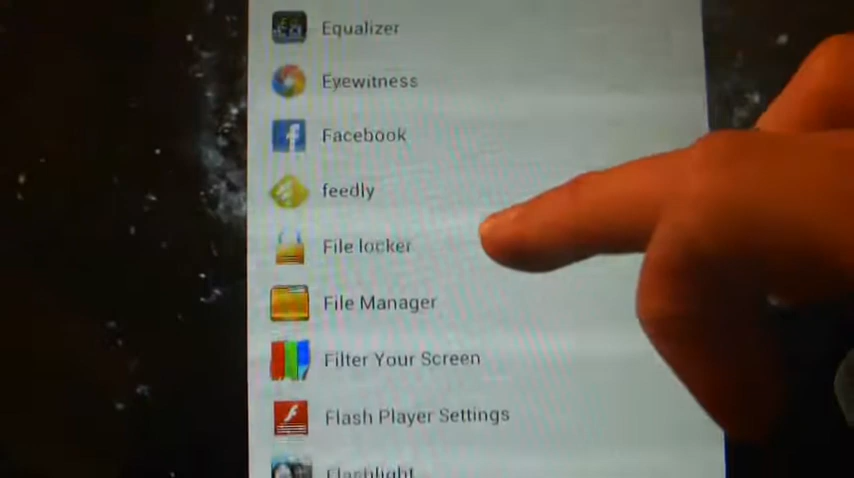 Equalizer
Eyewitness
Facebook
feedly
File locker
File Manager
Filter Your Screen
Flash Player Settings
Flashlight